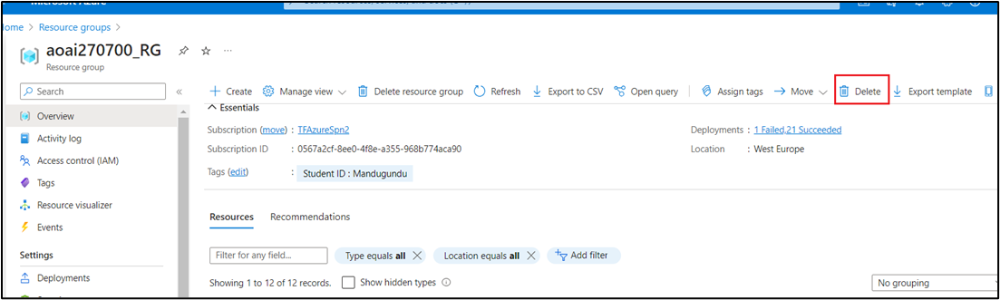 Microsoft Azure
Home > Resource groups >
aoai270700_RG
Resource group
Search
«
Overview
Activity log
Access control (IAM)
Tags
Resource visualizer
Events
Settings
Deployments
Create Manage view Delete resource group Refresh Export to CSV Open query Assign tags Move Delete Export template
Essentials
Subscription (move) : TFAzureSpn2
Deployments : 1 Failed,21 Succeeded
Subscription ID : 0567a2cf-8ee0-4f8e-a355-968b774aca90
Location : West Europe
Tags (edit) : Student ID : Mandugundu
Resources Recommendations
Filter for any field... Type equals all Location equals all Add filter
Showing 1 to 12 of 12 records. Show hidden types
No grouping